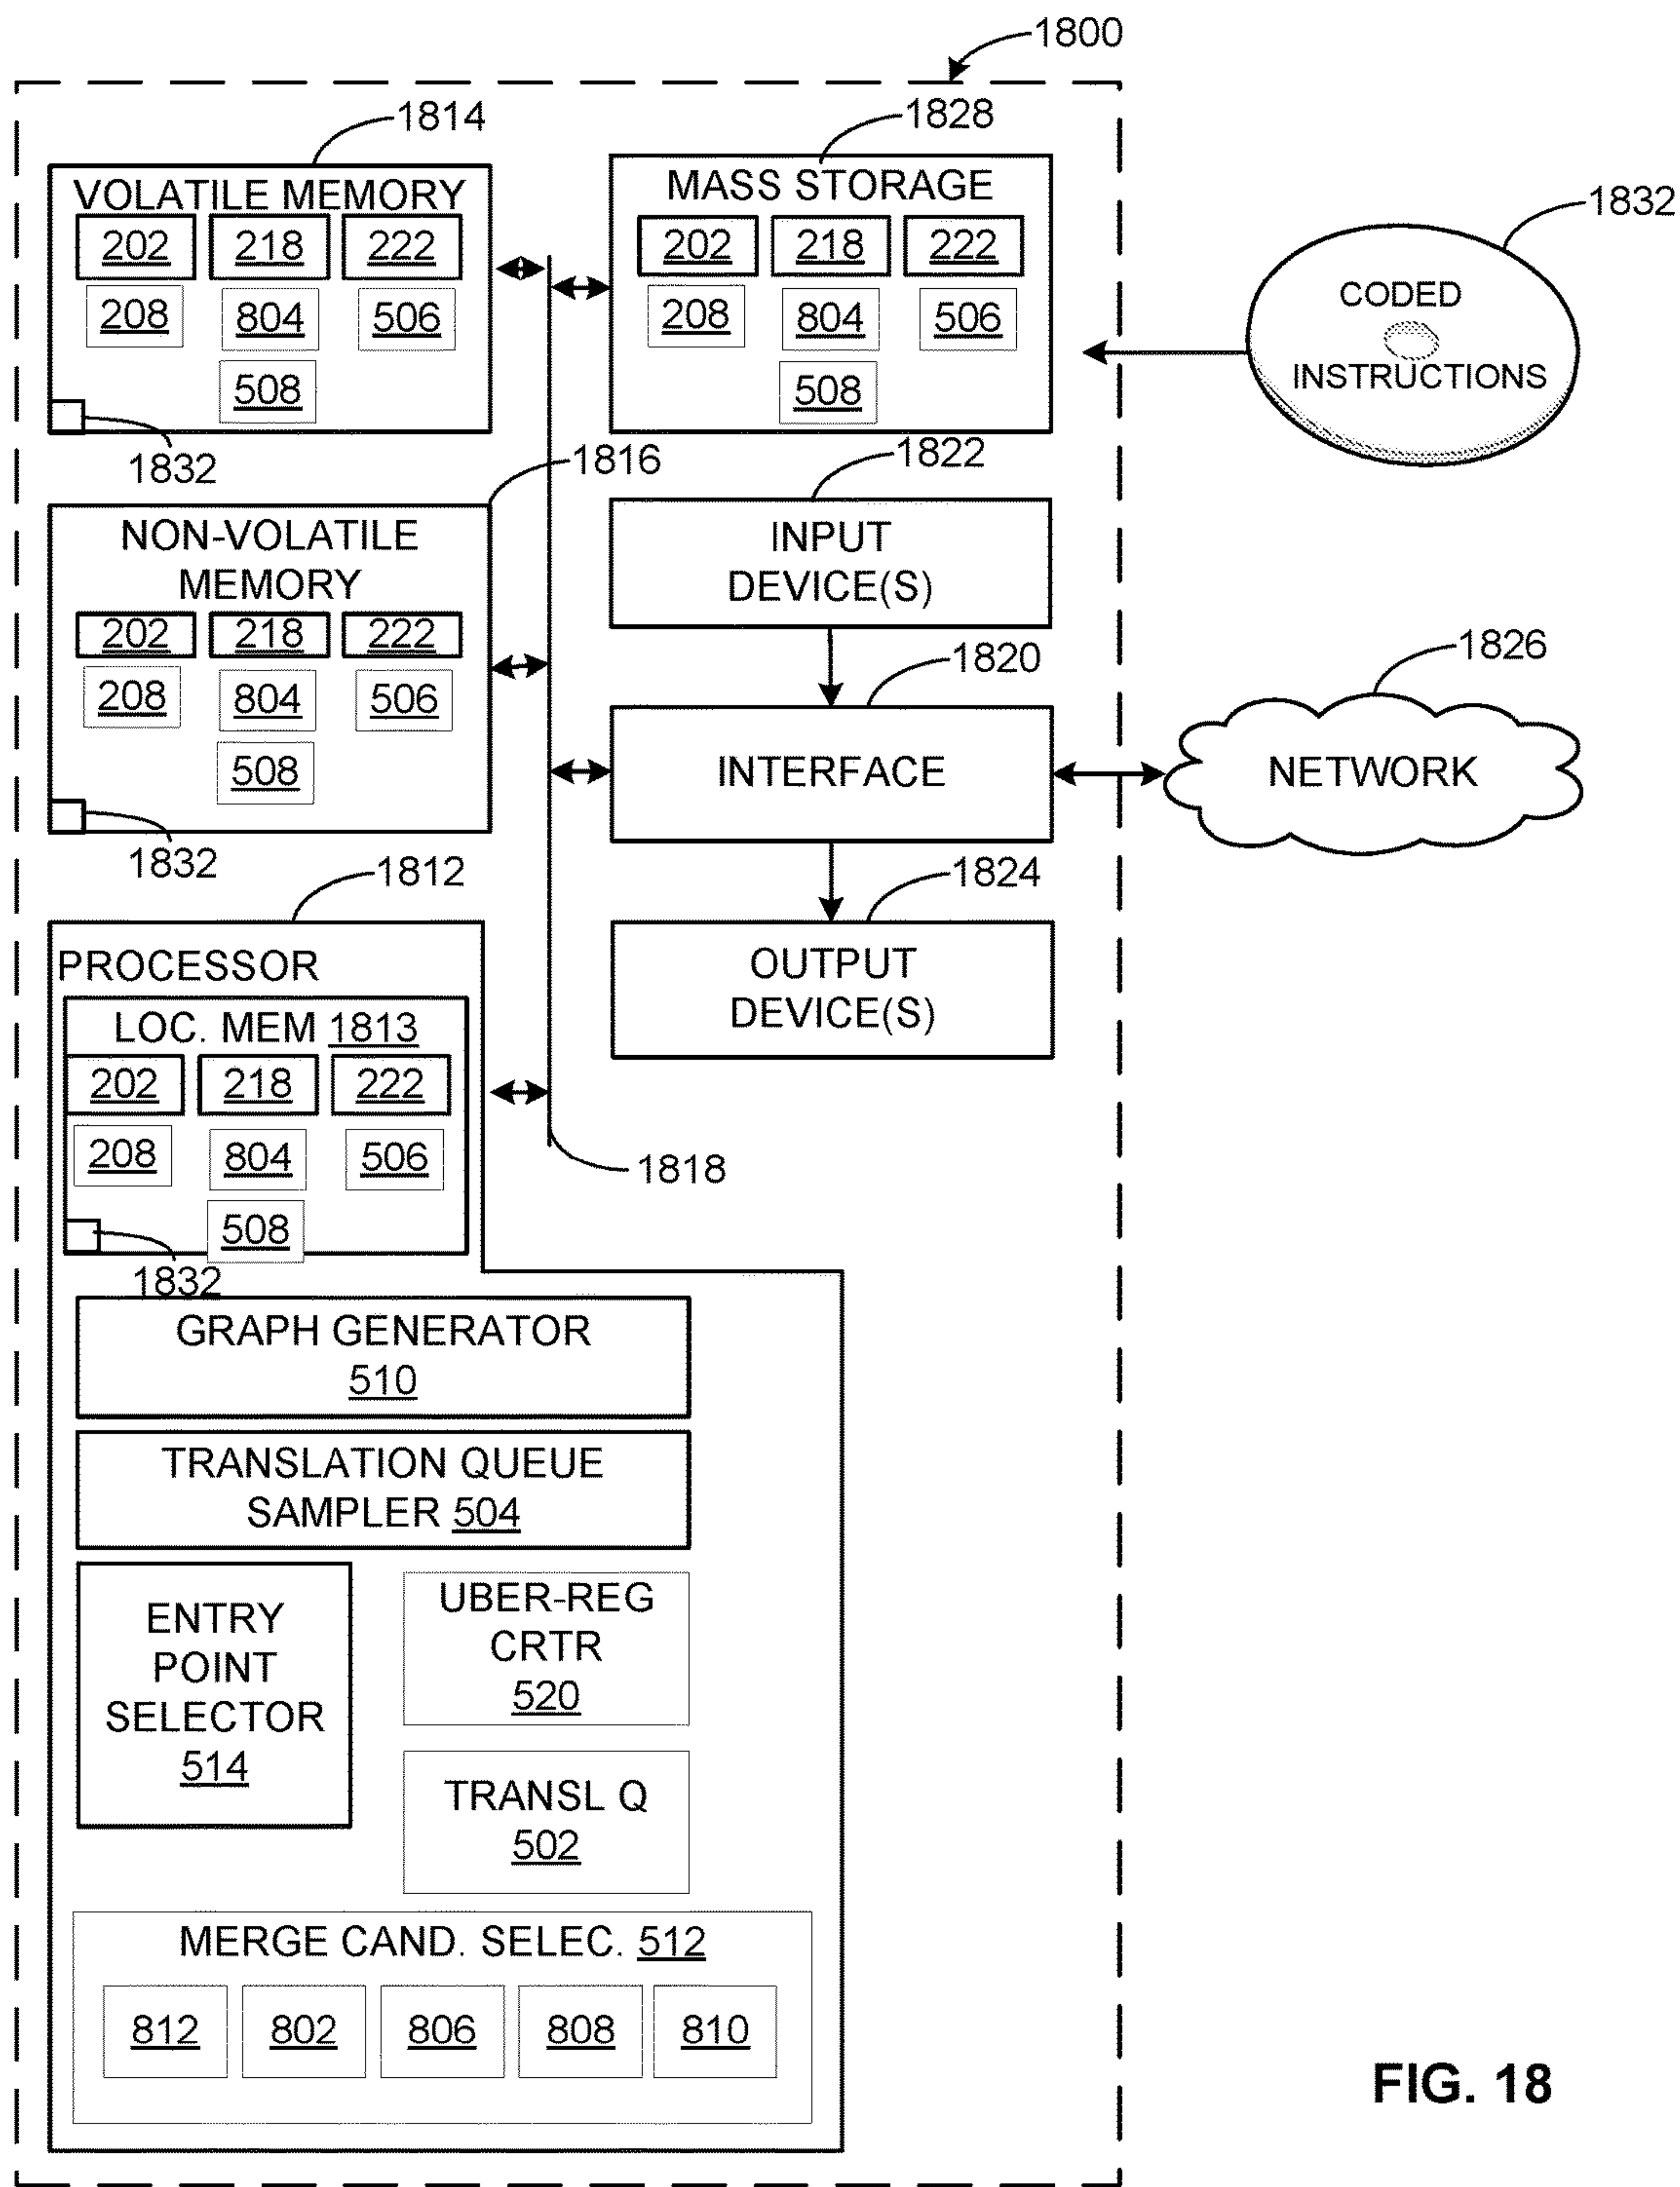 1800
1814
VOLATILE MEMORY
202 218 222
208 804 506
508
1832
1828
MASS STORAGE
202 218 222
208 804 506
508
1832
CODED
INSTRUCTIONS
1816
NON-VOLATILE
MEMORY
202 218 222
208 804 506
508
1832
1822
INPUT
DEVICE(S)
1820
INTERFACE
1826
NETWORK
1824
OUTPUT
DEVICE(S)
1812
PROCESSOR
LOC. MEM 1813
202 218 222
208 804 506
508
1832
1818
GRAPH GENERATOR
510
TRANSLATION QUEUE
SAMPLER 504
ENTRY
POINT
SELECTOR
514
UBER-REG
CRTR
520
TRANSL Q
502
MERGE CAND. SELEC. 512
812 802 806 808 810
FIG. 18